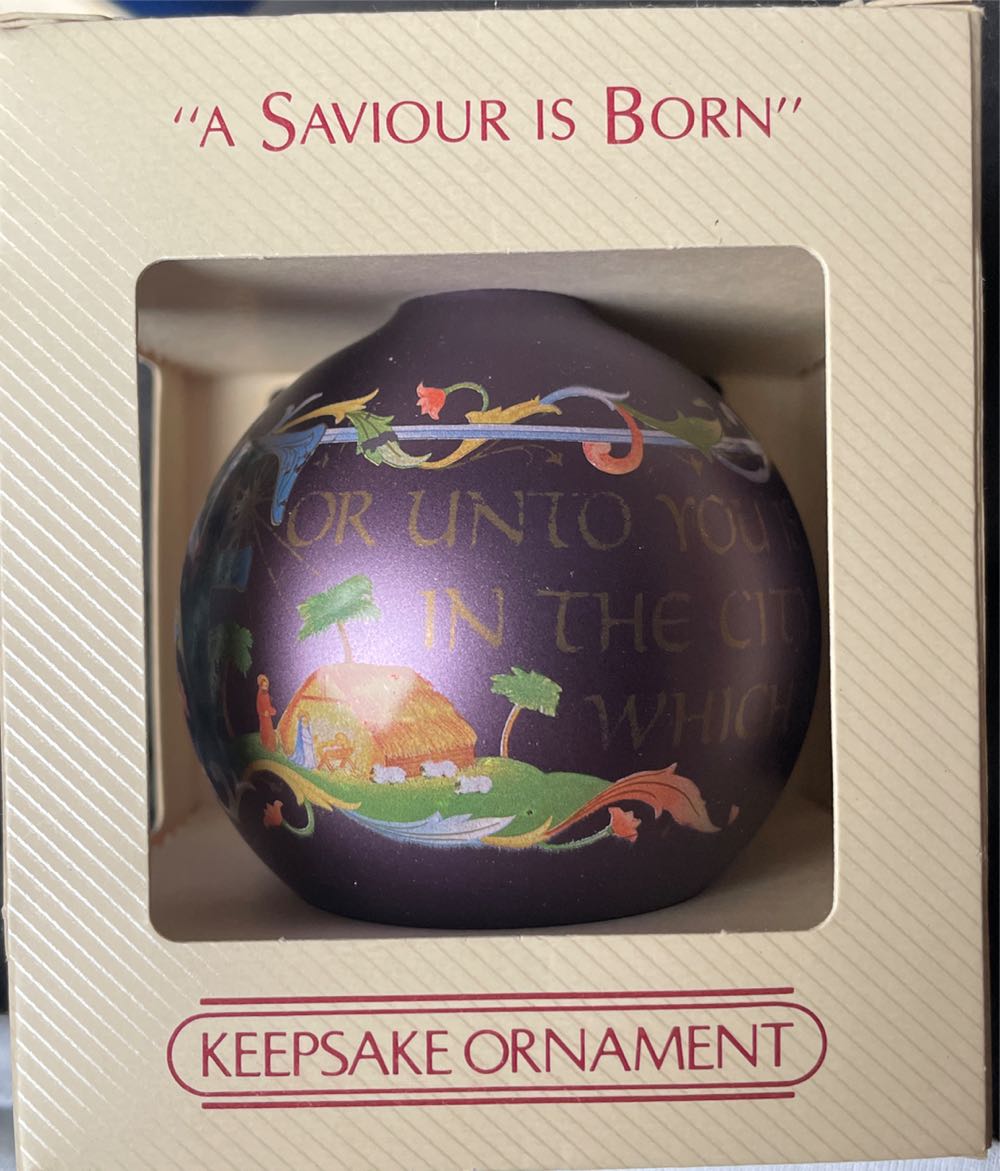 “A SAVIOUR IS BORN”
OR UNTO YOU
IN THE CIT
WHICH
KEEPSAKE ORNAMENT